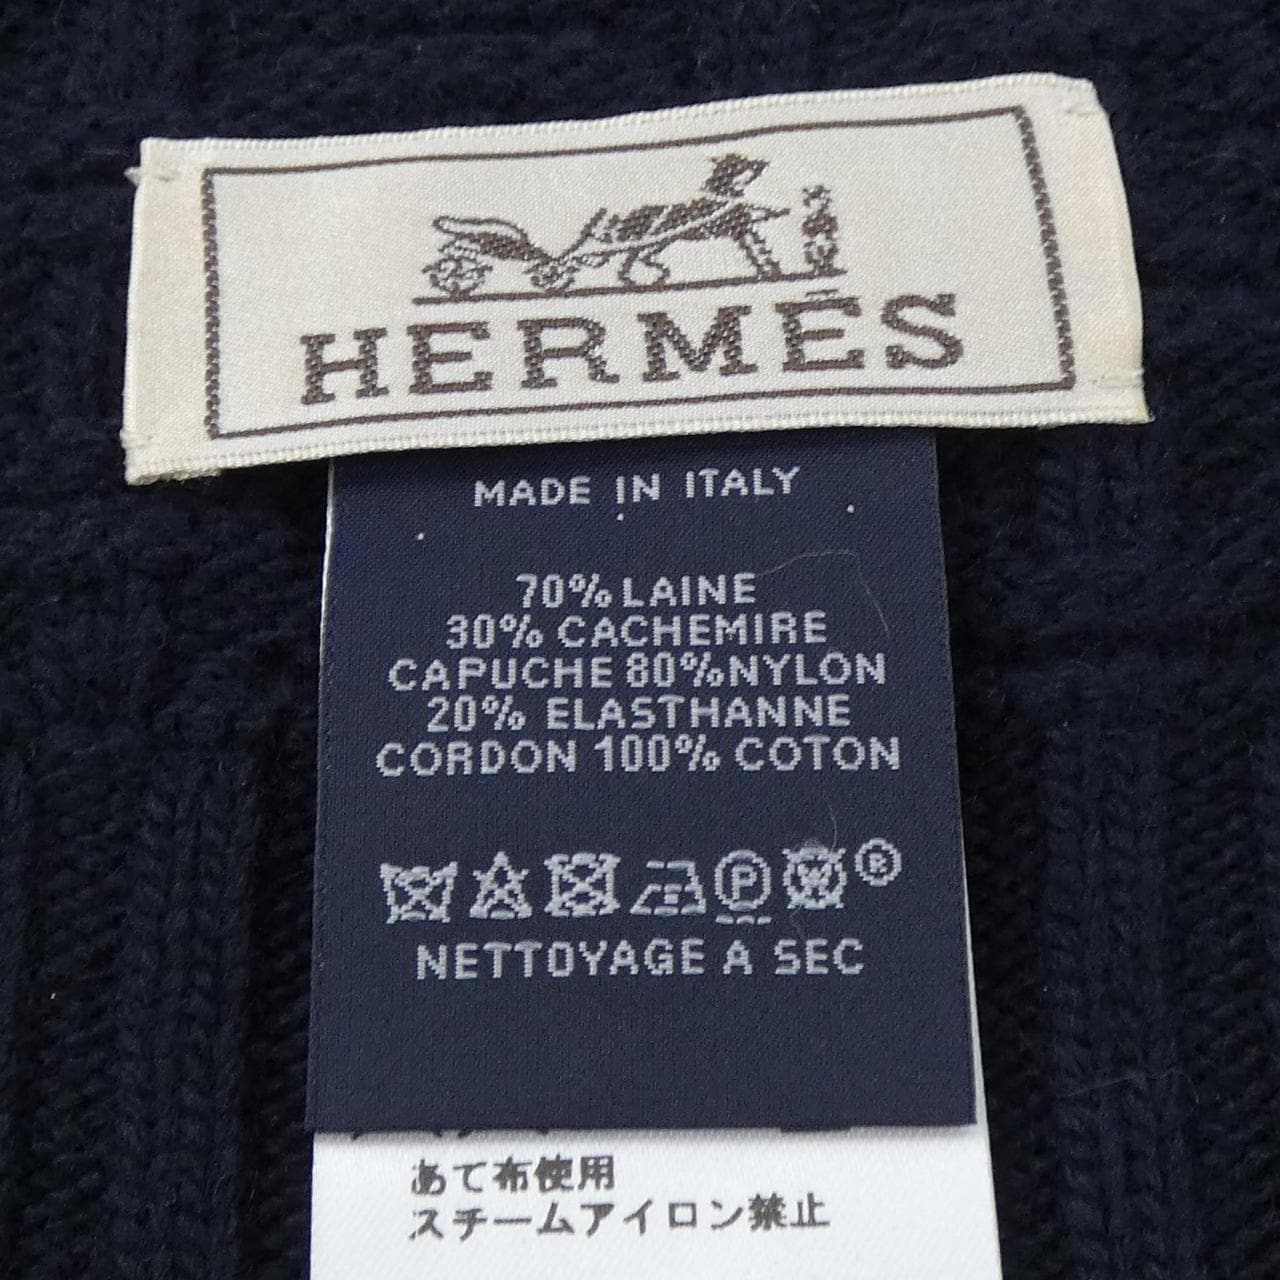 HERMES
MADE IN ITALY
70% LAINE
30% CACHEMIRE
CAPUCHE 80%NYLON
20% ELASTHANNE
CORDON 100% COTON
P W ®
NETTOYAGE A SEC
あて布使用
スチームアイロン禁止